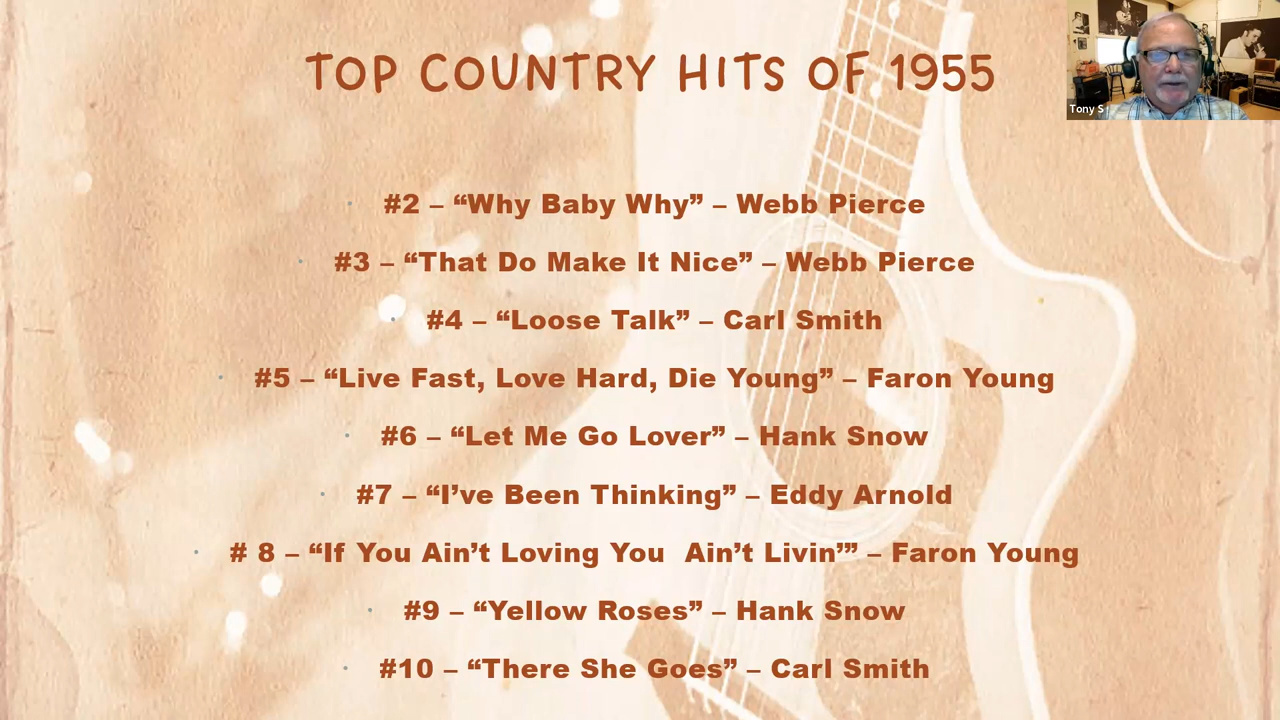 TOP COUNTRY HITS OF 1955
Tony S
#2 – “Why Baby Why” – Webb Pierce
#3 – “That Do Make It Nice” – Webb Pierce
#4 – “Loose Talk” – Carl Smith
#5 – “Live Fast, Love Hard, Die Young” – Faron Young
#6 – “Let Me Go Lover” – Hank Snow
#7 – “I’ve Been Thinking” – Eddy Arnold
# 8 – “If You Ain’t Loving You  Ain’t Livin’” – Faron Young
#9 – “Yellow Roses” – Hank Snow
#10 – “There She Goes” – Carl Smith